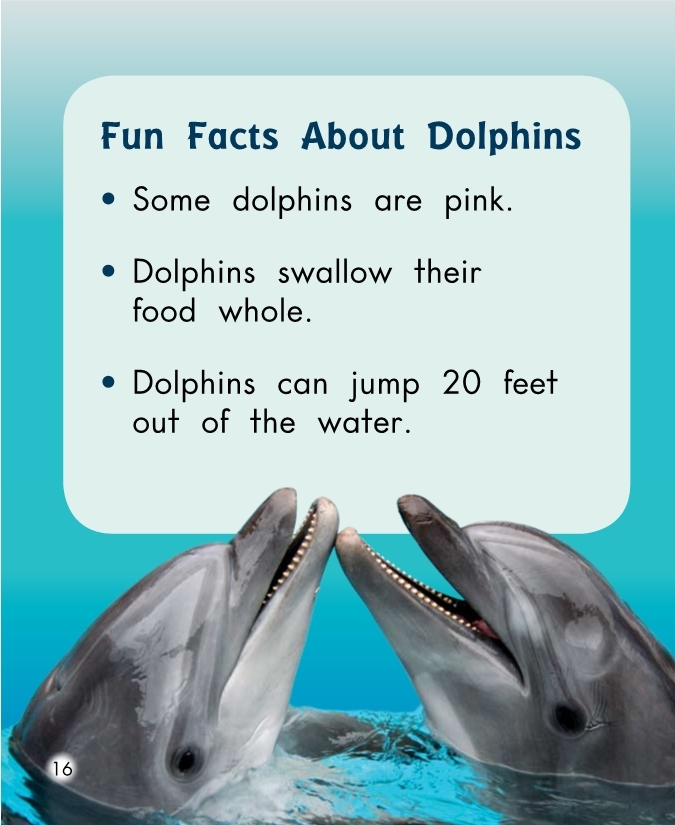 Fun Facts About Dolphins
• Some dolphins are pink.
• Dolphins swallow their
food whole.
• Dolphins can jump 20 feet
out of the water.
16